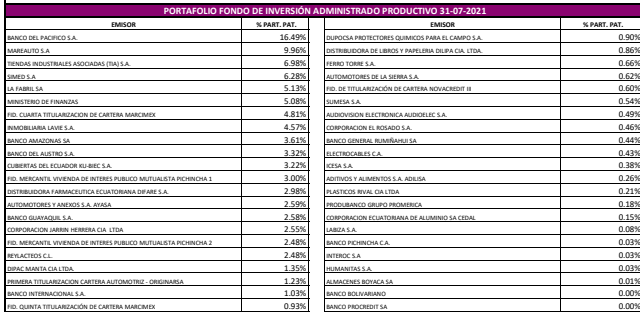 PORTAFOLIO FONDO DE INVERSIÓN ADMINISTRADO PRODUCTIVO 31-07-2021
EMISOR % PART. PAT.
BANCO DEL PACIFICO S.A. 16.49%
MAREAUTO S.A 9.96%
TIENDAS INDUSTRIALES ASOCIADAS (TIA) S.A. 6.98%
SIMED S.A 6.28%
LA FABRIL SA 5.13%
MINISTERIO DE FINANZAS 5.08%
FID. CUARTA TITULARIZACION DE CARTERA MARCIMEX 4.81%
INMOBILIARIA LAVIE S.A. 4.57%
BANCO AMAZONAS SA 3.61%
BANCO DEL AUSTRO S.A. 3.32%
CUBIERTAS DEL ECUADOR KU-BIEC S.A. 3.22%
FID. MERCANTIL VIVIENDA DE INTERES PUBLICO MUTUALISTA PICHINCHA 1 3.00%
DISTRIBUIDORA FARMACEUTICA ECUATORIANA DIFARE S.A. 2.98%
AUTOMOTORES Y ANEXOS S.A. AYASA 2.59%
BANCO GUAYAQUIL S.A. 2.58%
CORPORACION JARRIN HERRERA CIA LTDA 2.55%
FID. MERCANTIL VIVIENDA DE INTERES PUBLICO MUTUALISTA PICHINCHA 2 2.48%
REYLACTEOS C.L. 2.48%
DIPAC MANTA CIA LTDA. 1.35%
PRIMERA TITULARIZACION CARTERA AUTOMOTRIZ - ORIGINARSA 1.23%
BANCO INTERNACIONAL S.A. 1.03%
FID. QUINTA TITULARIZACIÓN DE CARTERA MARCIMEX 0.93%
EMISOR % PART. PAT.
DUPOCSA PROTECTORES QUIMICOS PARA EL CAMPO S.A. 0.90%
DISTRIBUIDORA DE LIBROS Y PAPELERIA DILIPA CIA. LTDA. 0.86%
FERRO TORRE S.A. 0.66%
AUTOMOTORES DE LA SIERRA S.A. 0.62%
FID. DE TITULARIZACIÓN DE CARTERA NOVACREDIT III 0.60%
SUMESA S.A. 0.54%
AUDIOVISION ELECTRONICA AUDIOELEC S.A. 0.49%
CORPORACION EL ROSADO S.A. 0.46%
BANCO GENERAL RUMIÑAHUI SA 0.44%
ELECTROCABLES C.A. 0.43%
ICESA S.A. 0.38%
ADITIVOS Y ALIMENTOS S.A. ADILISA 0.26%
PLASTICOS RIVAL CIA LTDA 0.21%
PRODUBANCO GRUPO PROMERICA 0.18%
CORPORACION ECUATORIANA DE ALUMINIO SA CEDAL 0.15%
LABIZA S.A. 0.08%
BANCO PICHINCHA C.A. 0.03%
INTEROC S.A 0.03%
HUMANITAS S.A. 0.03%
ALMACENES BOYACA SA 0.01%
BANCO BOLIVARIANO 0.00%
BANCO PROCREDIT SA 0.00%